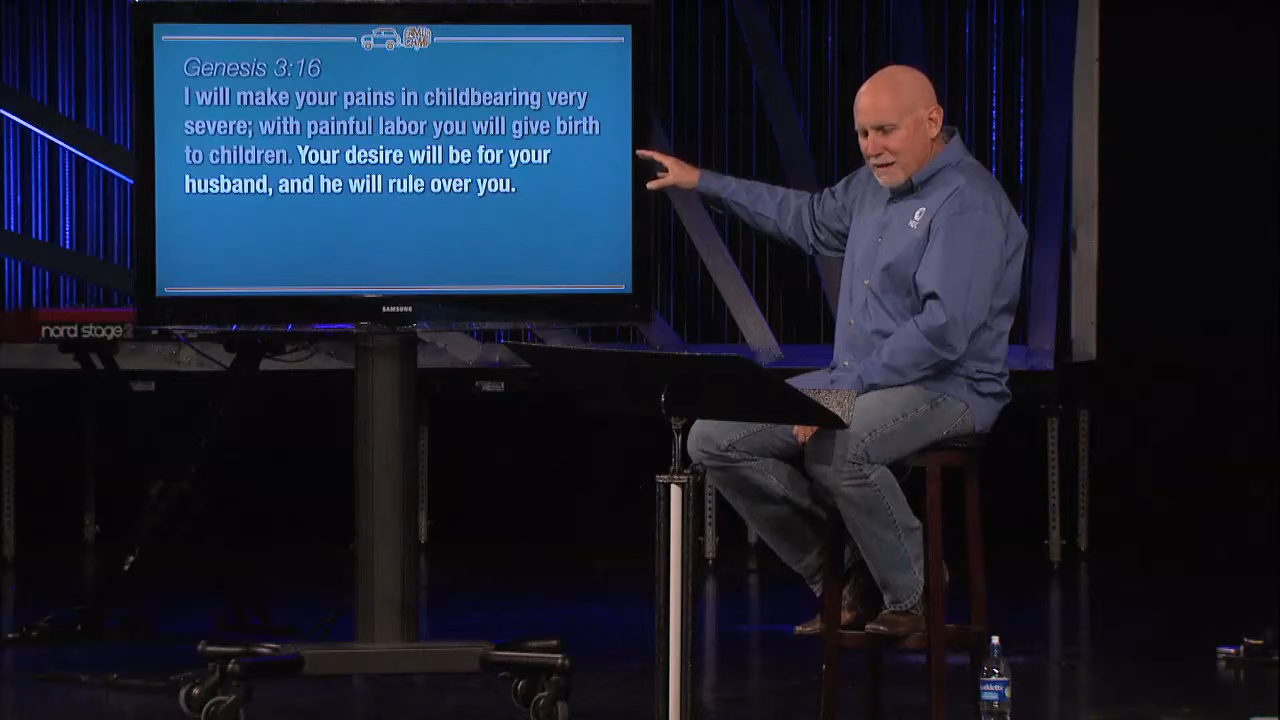 Genesis 3:16
I will make your pains in childbearing very
severe; with painful labor you will give birth
to children. Your desire will be for your
husband, and he will rule over you.
SAMSUNG
nord stage 2